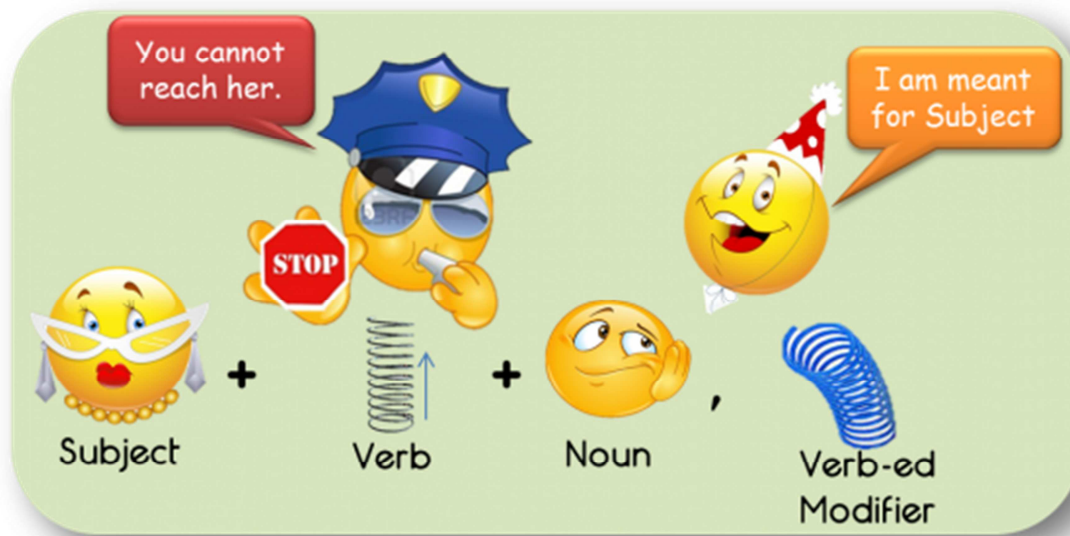 You cannot
reach her.
I am meant
for Subject
STOP
+
+
,
Subject
Verb
Noun
Verb-ed
Modifier